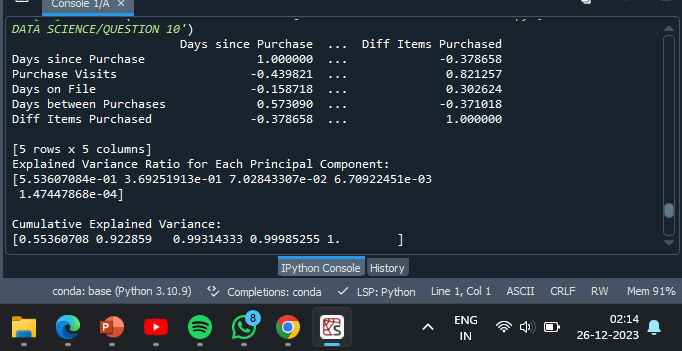 Console 1/A
DATA SCIENCE/QUESTION 10')
Days since Purchase ... Diff Items Purchased
Days since Purchase 1.000000 ... -0.378658
Purchase Visits -0.439821 ... 0.821257
Days on File -0.158718 ... 0.302624
Days between Purchases 0.573090 ... -0.371018
Diff Items Purchased -0.378658 ... 1.000000
[5 rows x 5 columns]
Explained Variance Ratio for Each Principal Component:
[5.53607084e-01 3.69251913e-01 7.02843307e-02 6.70922451e-03
1.47447868e-04]
Cumulative Explained Variance:
[0.55360708 0.922859 0.99314333 0.99985255 1. ]
IPython Console History
conda: base (Python 3.10.9) Completions: conda LSP: Python Line 1, Col 1 ASCII CRLF RW Mem 91%
8
ENG
IN
02:14
26-12-2023